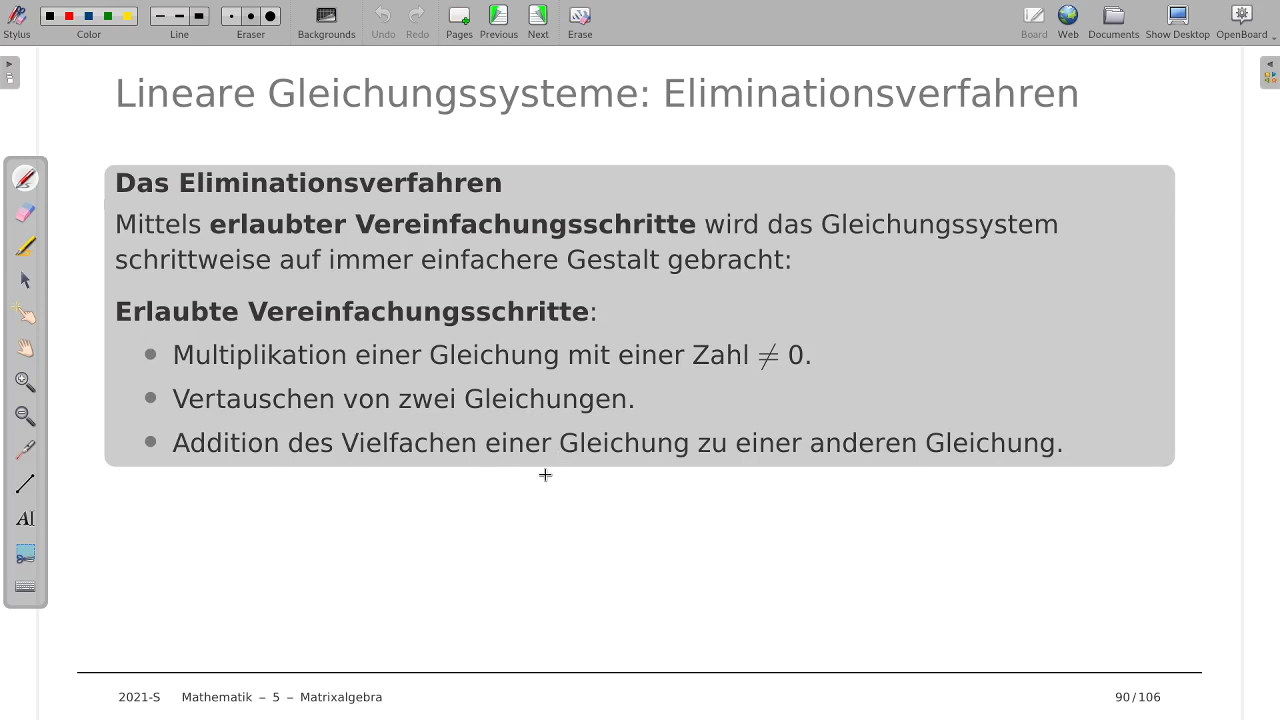 Stylus Color Line Eraser Backgrounds Undo Redo Pages Previous Next Erase Board Web Documents Show Desktop OpenBoard
Lineare Gleichungssysteme: Eliminationsverfahren
Das Eliminationsverfahren
Mittels erlaubter Vereinfachungsschritte wird das Gleichungssystem
schrittweise auf immer einfachere Gestalt gebracht:
Erlaubte Vereinfachungsschritte:
• Multiplikation einer Gleichung mit einer Zahl ≠ 0.
• Vertauschen von zwei Gleichungen.
• Addition des Vielfachen einer Gleichung zu einer anderen Gleichung.
AI
2021-S Mathematik – 5 – Matrixalgebra 90/106